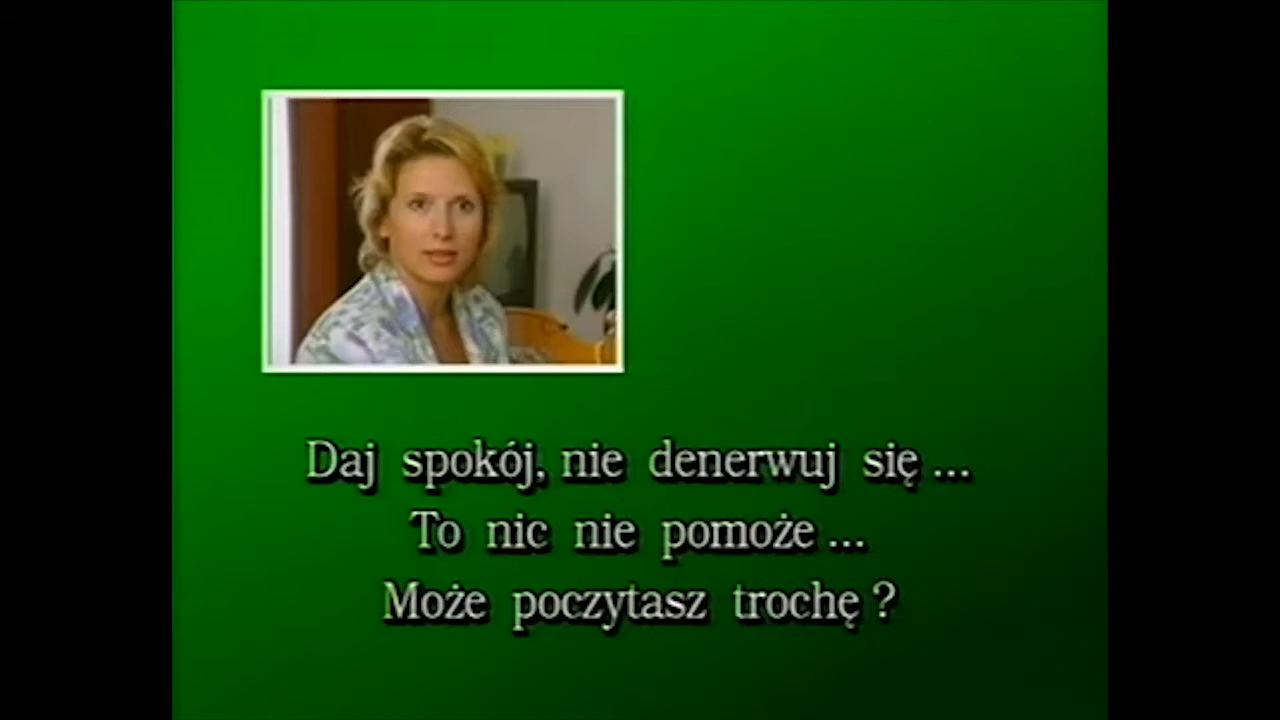 Daj spokój, nie denerwuj się ...
To nic nie pomoże ...
Może poczytasz trochę ?